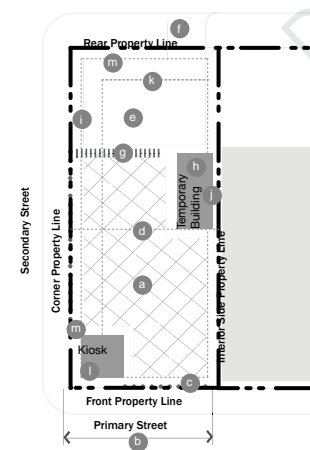 f
Rear Property Line
m
k
i
e
g
h
Temporary
Building
j
Secondary Street
Corner Property Line
d
Interior Side Property Line
a
m
Kiosk
l
c
Front Property Line
Primary Street
b